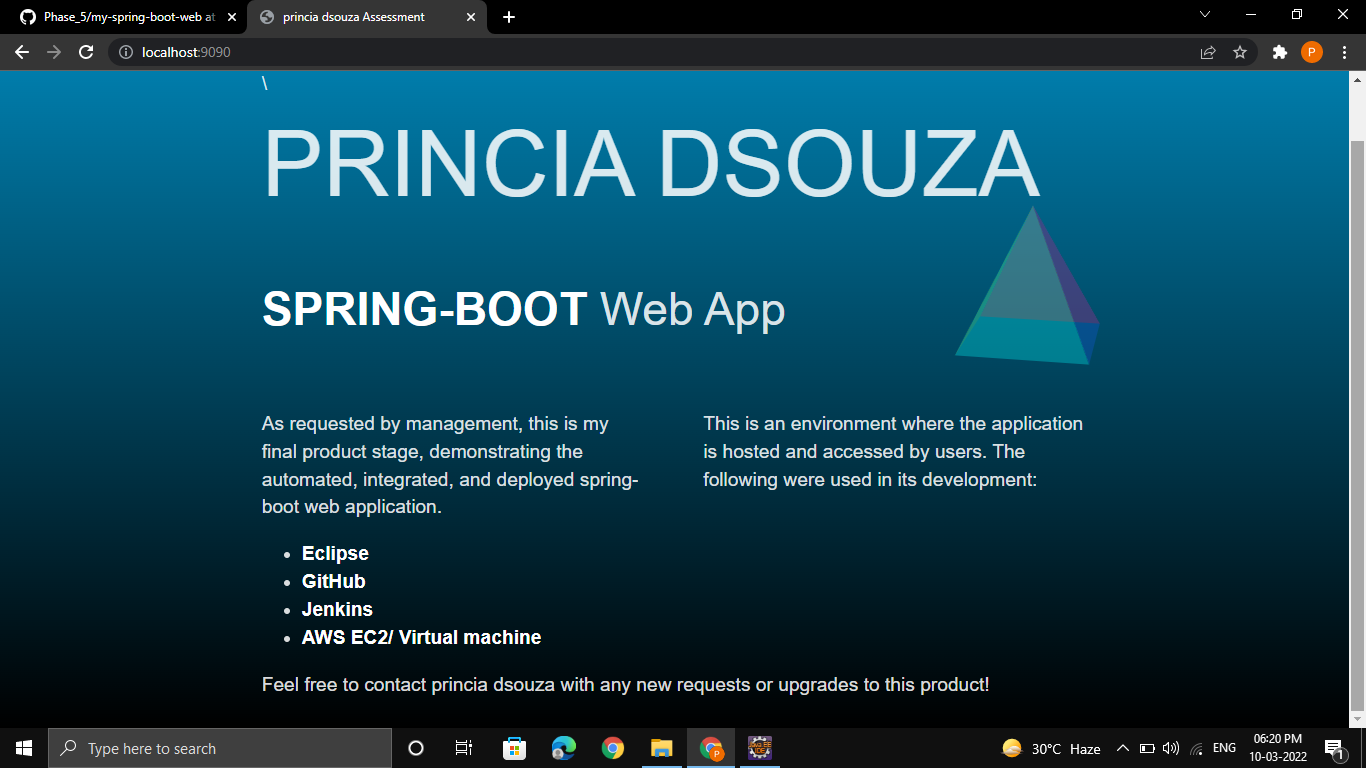 Phase_5/my-spring-boot-web at
princia dsouza Assessment
localhost:9090
P
\
PRINCIA DSOUZA
SPRING-BOOT Web App
As requested by management, this is my
final product stage, demonstrating the
automated, integrated, and deployed spring-
boot web application.
This is an environment where the application
is hosted and accessed by users. The
following were used in its development:
• Eclipse
• GitHub
• Jenkins
• AWS EC2/ Virtual machine
Feel free to contact princia dsouza with any new requests or upgrades to this product!
Type here to search
P
30°C Haze
ENG
06:20 PM
10-03-2022
1